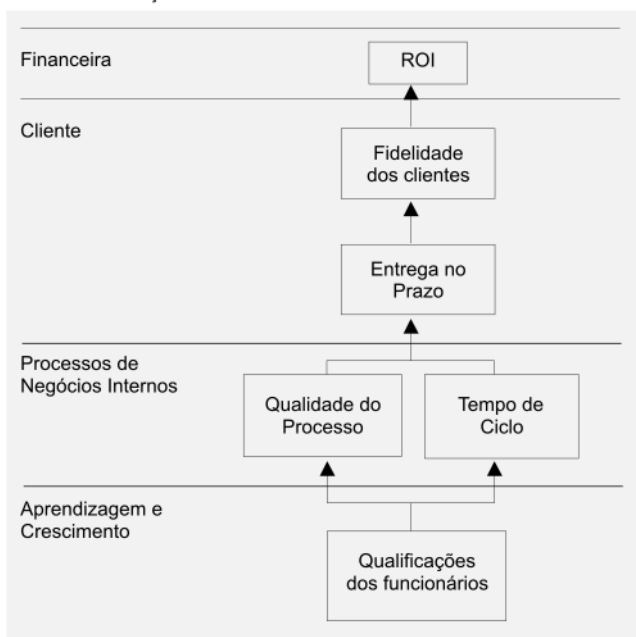 Financeira
ROI
Cliente
Fidelidade
dos clientes
Entrega no
Prazo
Processos de
Negócios Internos
Qualidade do
Processo
Tempo de
Ciclo
Aprendizagem e
Crescimento
Qualificações
dos funcionários